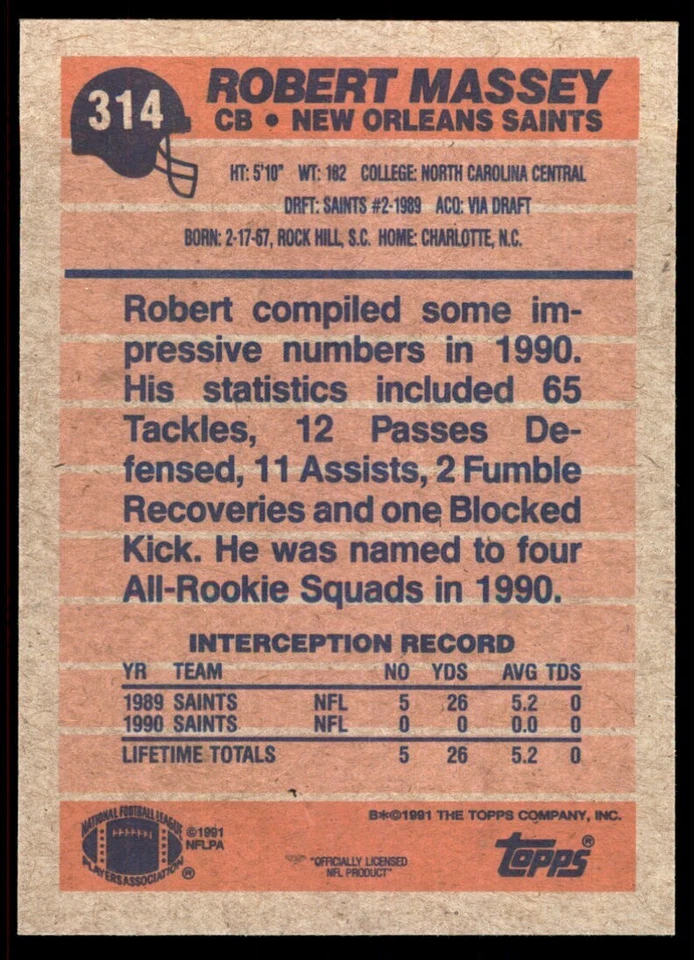 314
ROBERT MASSEY
CB • NEW ORLEANS SAINTS
HT: 5'10" WT: 182 COLLEGE: NORTH CAROLINA CENTRAL
DRFT: SAINTS #2-1989 ACQ: VIA DRAFT
BORN: 2-17-67, ROCK HILL, S.C. HOME: CHARLOTTE, N.C.
Robert compiled some im-
pressive numbers in 1990.
His statistics included 65
Tackles, 12 Passes De-
fensed, 11 Assists, 2 Fumble
Recoveries and one Blocked
Kick. He was named to four
All-Rookie Squads in 1990.
INTERCEPTION RECORD
YR TEAM NO YDS AVG TDS
1989 SAINTS NFL 5 26 5.2 0
1990 SAINTS NFL 0 0 0.0 0
LIFETIME TOTALS 5 26 5.2 0
B*©1991 THE TOPPS COMPANY, INC.
NATIONAL FOOTBALL LEAGUE
PLAYERS ASSOCIATION ®
©1991
NFLPA
"OFFICIALLY LICENSED
NFL PRODUCT"
topps®